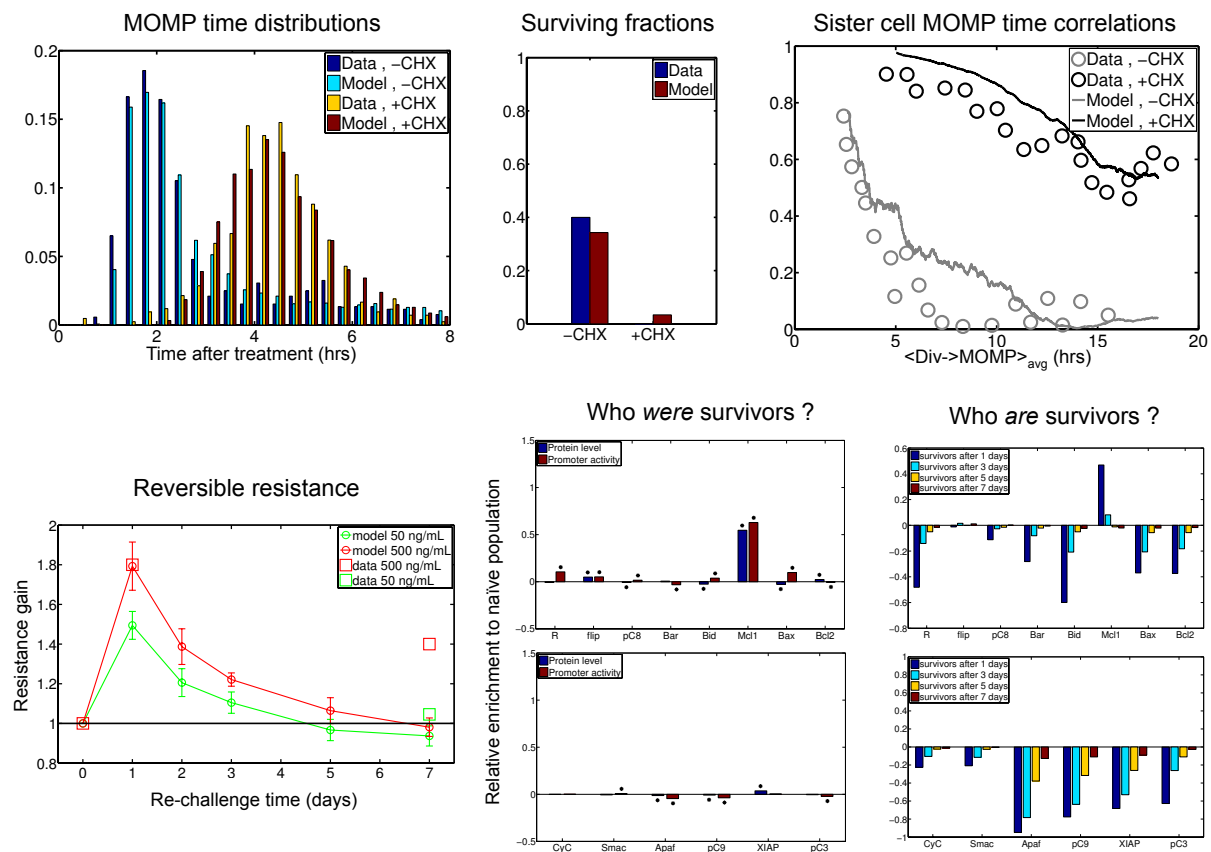 MOMP time distributions
0.2
0.15
0.1
0.05
0
2
4
6
8
Data , −CHX
Model , −CHX
Data , +CHX
Model , +CHX
Time after treatment (hrs)
Surviving fractions
1
0.8
0.6
0.4
0.2
0
Data
Model
−CHX
+CHX
Sister cell MOMP time correlations
1
0.8
0.6
0.4
0.2
0
0
5
10
15
20
Data , −CHX
Data , +CHX
Model , −CHX
Model , +CHX
<Div->MOMP>avg (hrs)
Reversible resistance
Resistance gain
2
1.8
1.6
1.4
1.2
1
0.8
0
1
2
3
5
7
model 50 ng/mL
model 500 ng/mL
data 500 ng/mL
data 50 ng/mL
Re-challenge time (days)
Who were survivors ?
Relative enrichment to naïve population
1.5
1
0.5
0
−0.5
Protein level
Promoter activity
R flip pC8 Bar Bid Mcl1 Bax Bcl2
1.5
1
0.5
0
−0.5
Protein level
Promoter activity
CyC Smac Apaf pC9 XIAP pC3
Who are survivors ?
0.6
0.4
0.2
0
−0.2
−0.4
−0.6
−0.8
survivors after 1 days
survivors after 3 days
survivors after 5 days
survivors after 7 days
R flip pC8 Bar Bid Mcl1 Bax Bcl2
1
0.8
0.6
0.4
0.2
0
−0.2
−0.4
−0.6
−0.8
−1
survivors after 1 days
survivors after 3 days
survivors after 5 days
survivors after 7 days
CyC Smac Apaf pC9 XIAP pC3